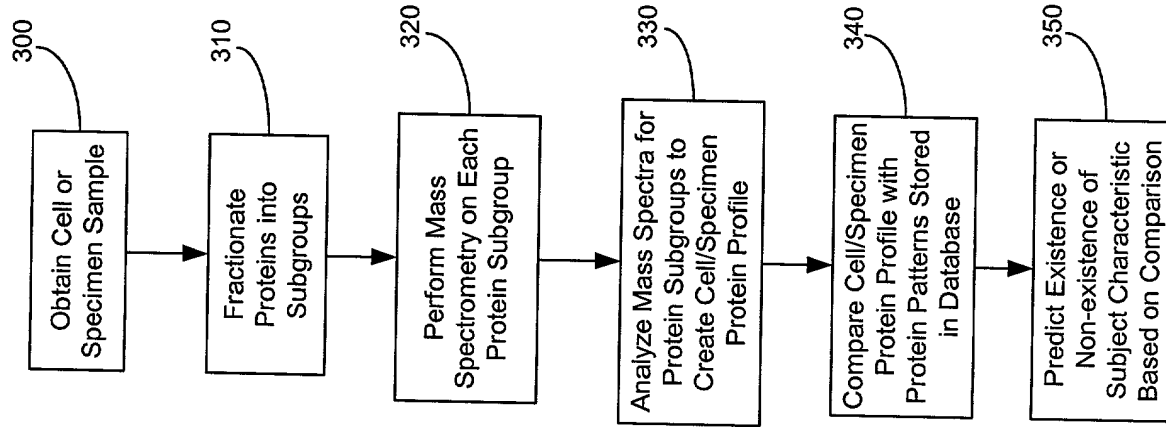 300
Obtain Cell or
Specimen Sample
310
Fractionate
Proteins into
Subgroups
320
Perform Mass
Spectrometry on Each
Protein Subgroup
330
Analyze Mass Spectra for
Protein Subgroups to
Create Cell/Specimen
Protein Profile
340
Compare Cell/Specimen
Protein Profile with
Protein Patterns Stored
in Database
350
Predict Existence or
Non-existence of
Subject Characteristic
Based on Comparison